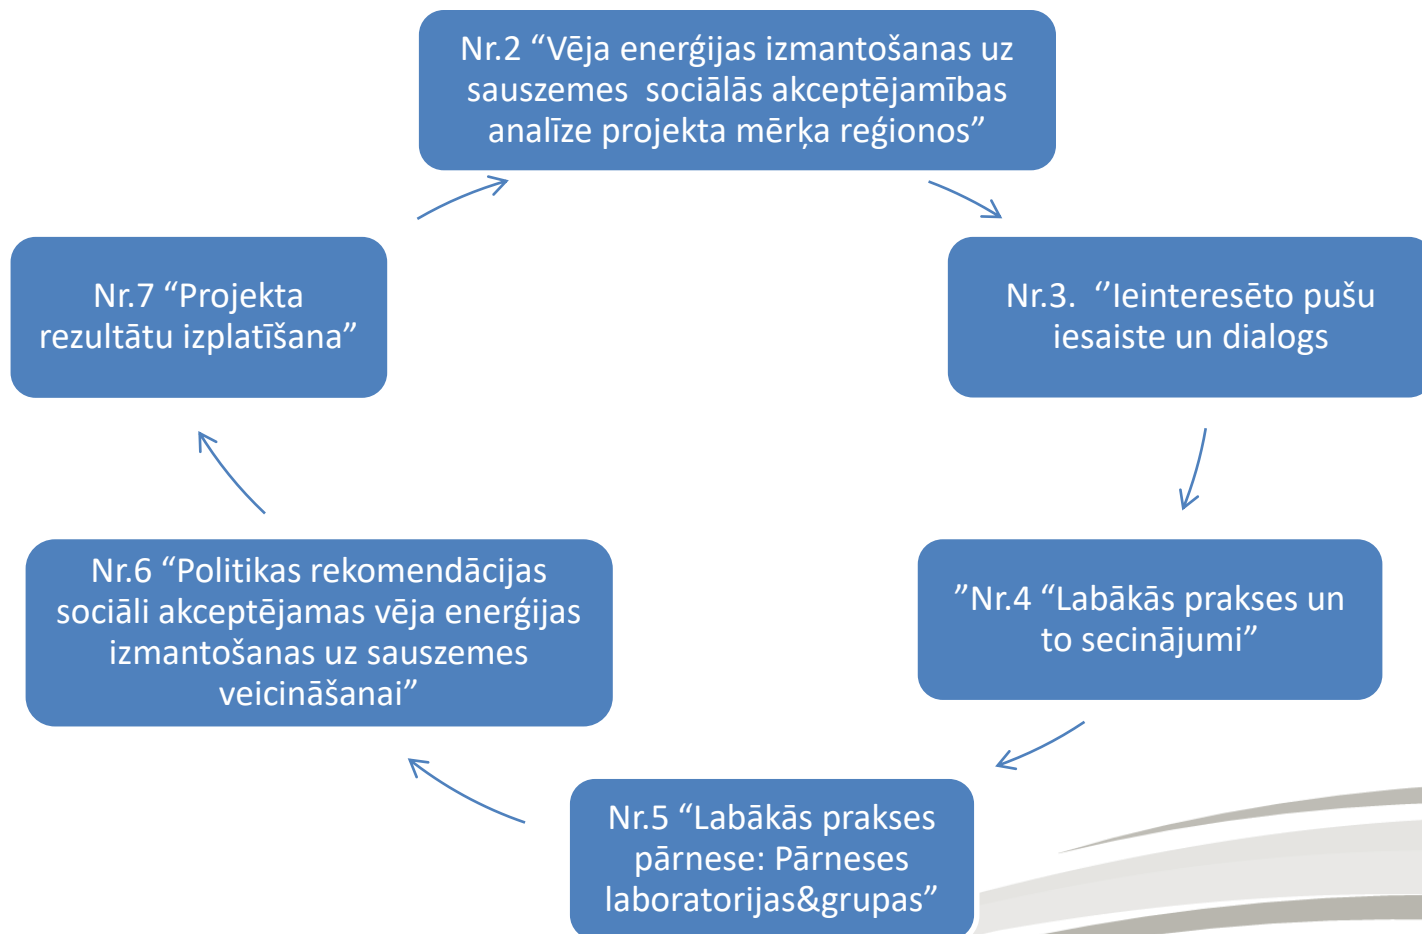 Nr.2 “Vēja enerģijas izmantošanas uz
sauszemes  sociālās akceptējamības
analīze projekta mērķa reģionos”
Nr.3.  ‘’Ieinteresēto pušu
iesaiste un dialogs
”Nr.4 “Labākās prakses un
to secinājumi”
Nr.5 “Labākās prakses
pārnese: Pārneses
laboratorijas&grupas”
Nr.6 “Politikas rekomendācijas
sociāli akceptējamas vēja enerģijas
izmantošanas uz sauszemes
veicināšanai”
Nr.7 “Projekta
rezultātu izplatīšana”